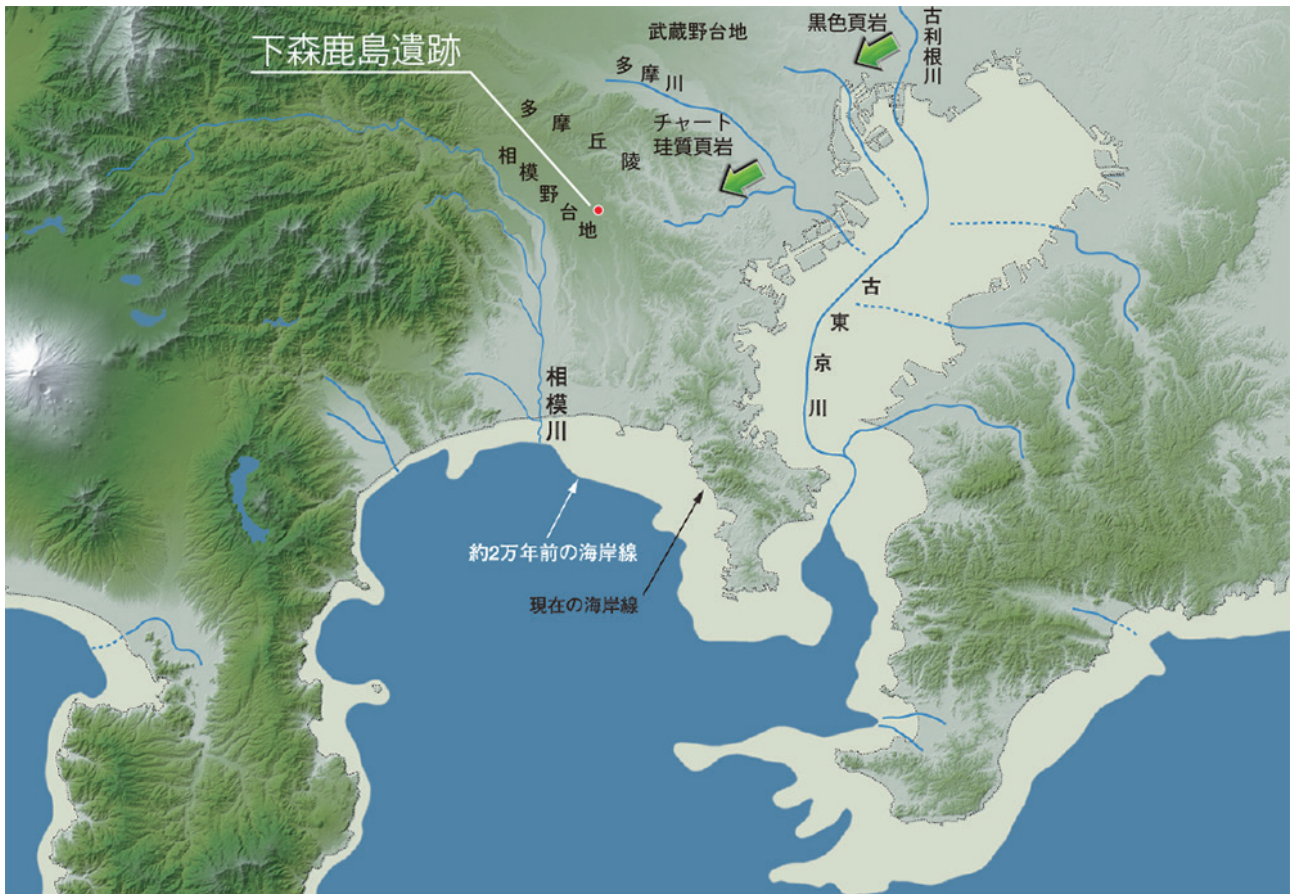 下森鹿島遺跡
武蔵野台地
黒色頁岩
古利根川
多摩川
多摩丘陵
チャート
珪質頁岩
相模野台地
古東京川
相模川
約2万年前の海岸線
現在の海岸線